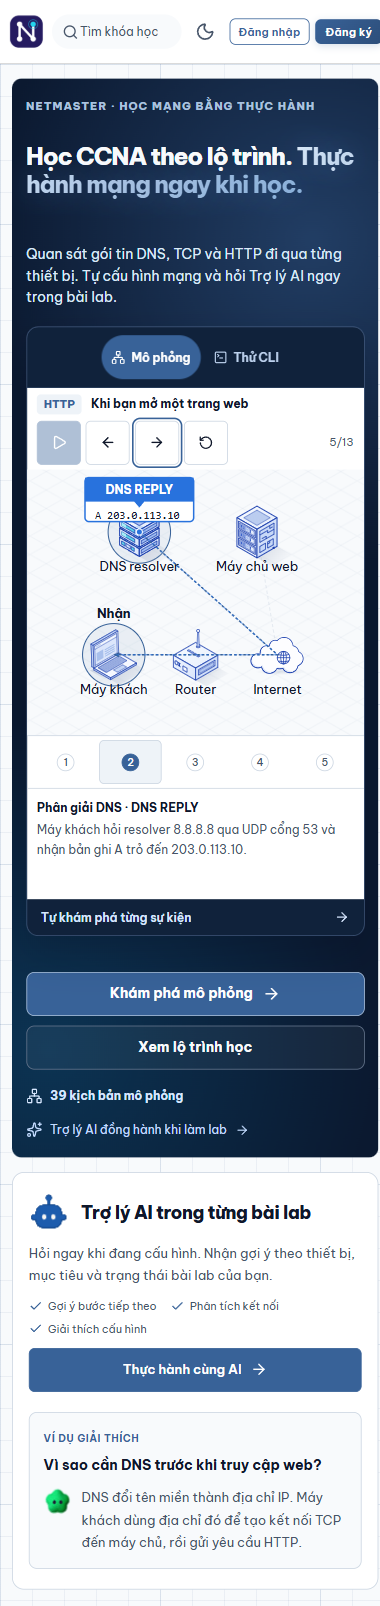 N
Tìm khóa học
Đăng nhập
Đăng ký
NETMASTER · HỌC MẠNG BẰNG THỰC HÀNH
Học CCNA theo lộ trình. Thực
hành mạng ngay khi học.
Quan sát gói tin DNS, TCP và HTTP đi qua từng
thiết bị. Tự cấu hình mạng và hỏi Trợ lý AI ngay
trong bài lab.
Mô phỏng
Thử CLI
HTTP
Khi bạn mở một trang web
5/13
DNS REPLY
A 203.0.113.10
DNS resolver
Máy chủ web
Nhận
Máy khách
Router
Internet
1
2
3
4
5
Phân giải DNS · DNS REPLY
Máy khách hỏi resolver 8.8.8.8 qua UDP cổng 53 và
nhận bản ghi A trỏ đến 203.0.113.10.
Tự khám phá từng sự kiện
Khám phá mô phỏng
Xem lộ trình học
39 kịch bản mô phỏng
Trợ lý AI đồng hành khi làm lab
Trợ lý AI trong từng bài lab
Hỏi ngay khi đang cấu hình. Nhận gợi ý theo thiết bị,
mục tiêu và trạng thái bài lab của bạn.
Gợi ý bước tiếp theo
Phân tích kết nối
Giải thích cấu hình
Thực hành cùng AI
VÍ DỤ GIẢI THÍCH
Vì sao cần DNS trước khi truy cập web?
DNS đổi tên miền thành địa chỉ IP. Máy
khách dùng địa chỉ đó để tạo kết nối TCP
đến máy chủ, rồi gửi yêu cầu HTTP.